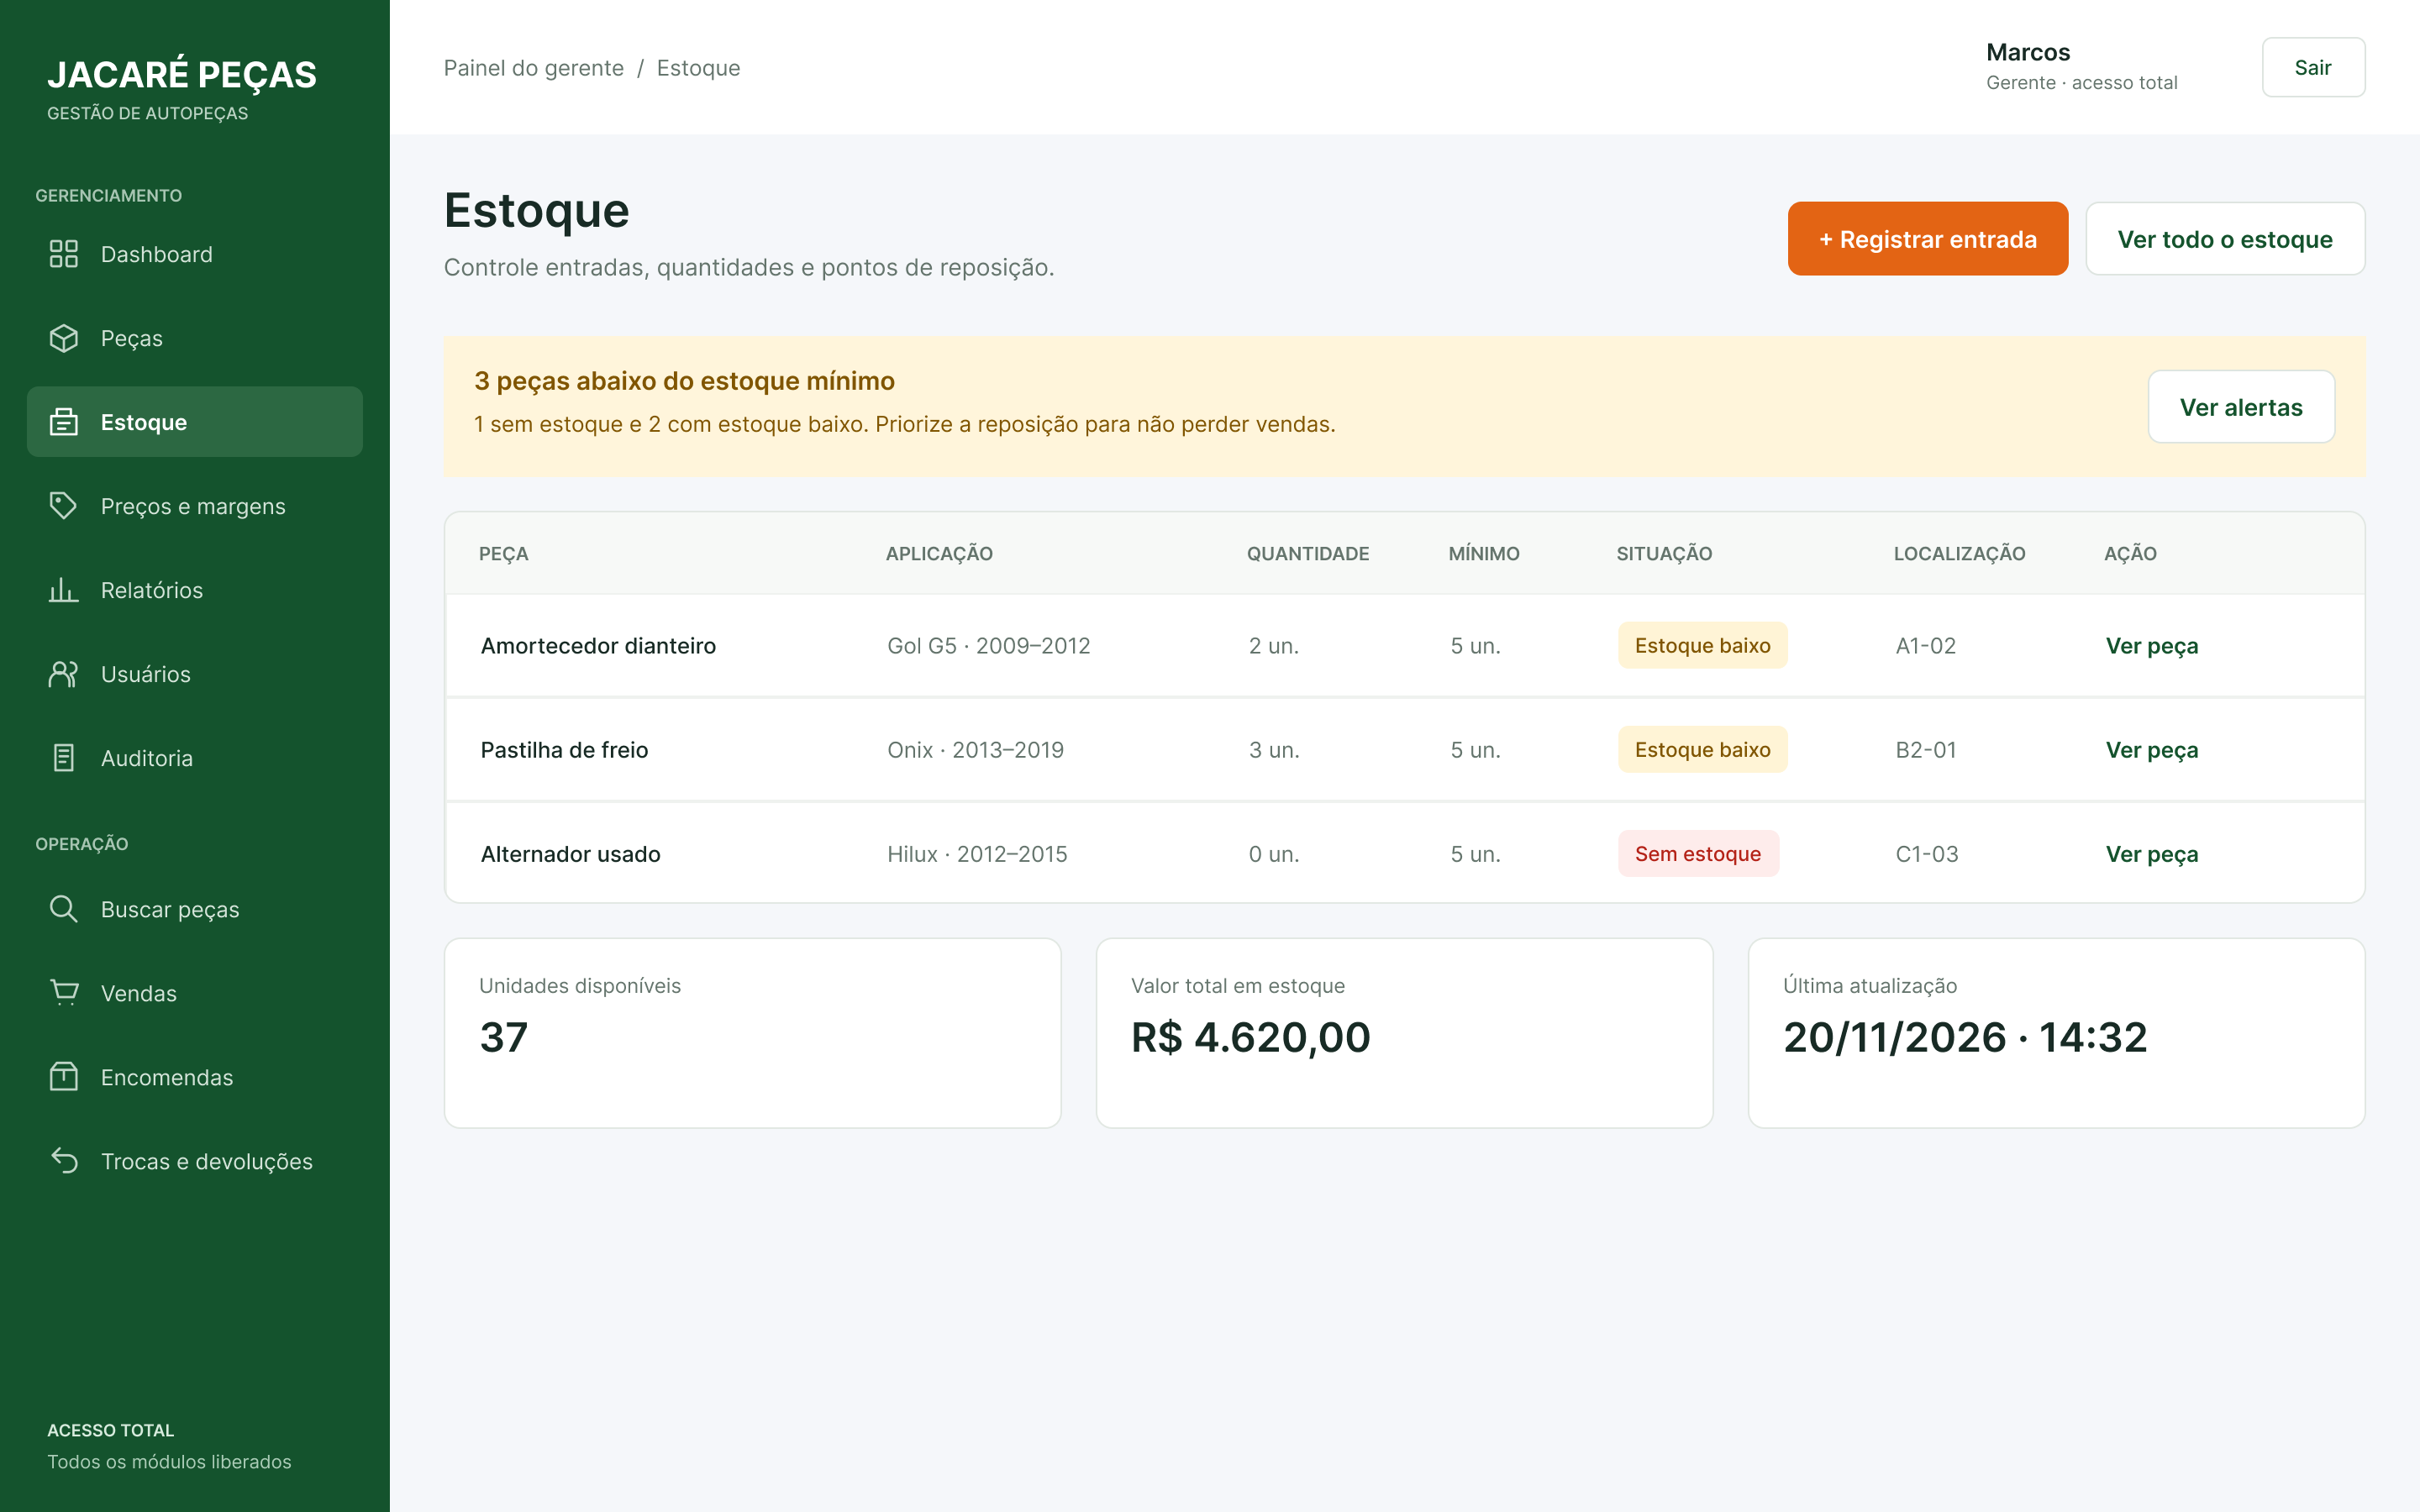 JACARÉ PEÇAS
GESTÃO DE AUTOPEÇAS
GERENCIAMENTO
Dashboard
Peças
Estoque
Preços e margens
Relatórios
Usuários
Auditoria
OPERAÇÃO
Buscar peças
Vendas
Encomendas
Trocas e devoluções
ACESSO TOTAL
Todos os módulos liberados
Painel do gerente / Estoque
Marcos
Gerente · acesso total
Sair
Estoque
Controle entradas, quantidades e pontos de reposição.
+ Registrar entrada
Ver todo o estoque
3 peças abaixo do estoque mínimo
1 sem estoque e 2 com estoque baixo. Priorize a reposição para não perder vendas.
Ver alertas
PEÇA APLICAÇÃO QUANTIDADE MÍNIMO SITUAÇÃO LOCALIZAÇÃO AÇÃO
Amortecedor dianteiro Gol G5 · 2009–2012 2 un. 5 un. Estoque baixo A1-02 Ver peça
Pastilha de freio Onix · 2013–2019 3 un. 5 un. Estoque baixo B2-01 Ver peça
Alternador usado Hilux · 2012–2015 0 un. 5 un. Sem estoque C1-03 Ver peça
Unidades disponíveis
37
Valor total em estoque
R$ 4.620,00
Última atualização
20/11/2026 · 14:32